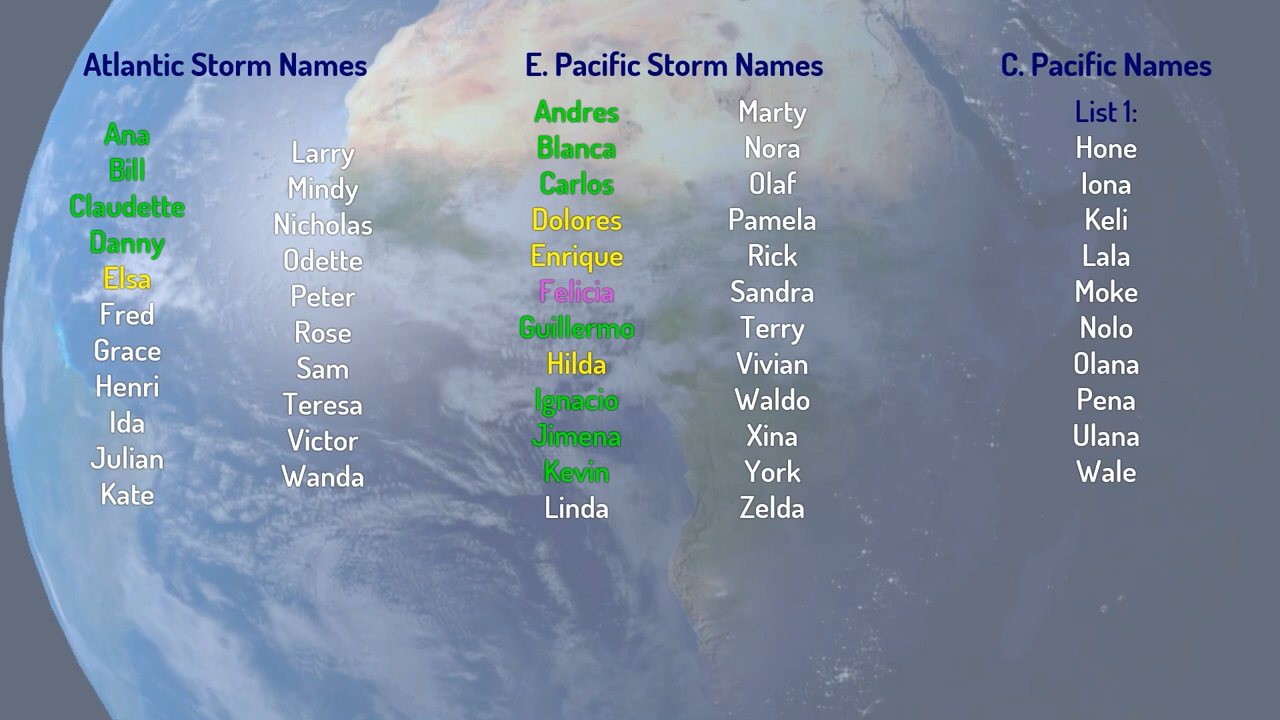 Atlantic Storm Names
Ana
Bill
Claudette
Danny
Elsa
Fred
Grace
Henri
Ida
Julian
Kate
Larry
Mindy
Nicholas
Odette
Peter
Rose
Sam
Teresa
Victor
Wanda
E. Pacific Storm Names
Andres
Blanca
Carlos
Dolores
Enrique
Felicia
Guillermo
Hilda
Ignacio
Jimena
Kevin
Linda
Marty
Nora
Olaf
Pamela
Rick
Sandra
Terry
Vivian
Waldo
Xina
York
Zelda
C. Pacific Names
List 1:
Hone
Iona
Keli
Lala
Moke
Nolo
Olana
Pena
Ulana
Wale